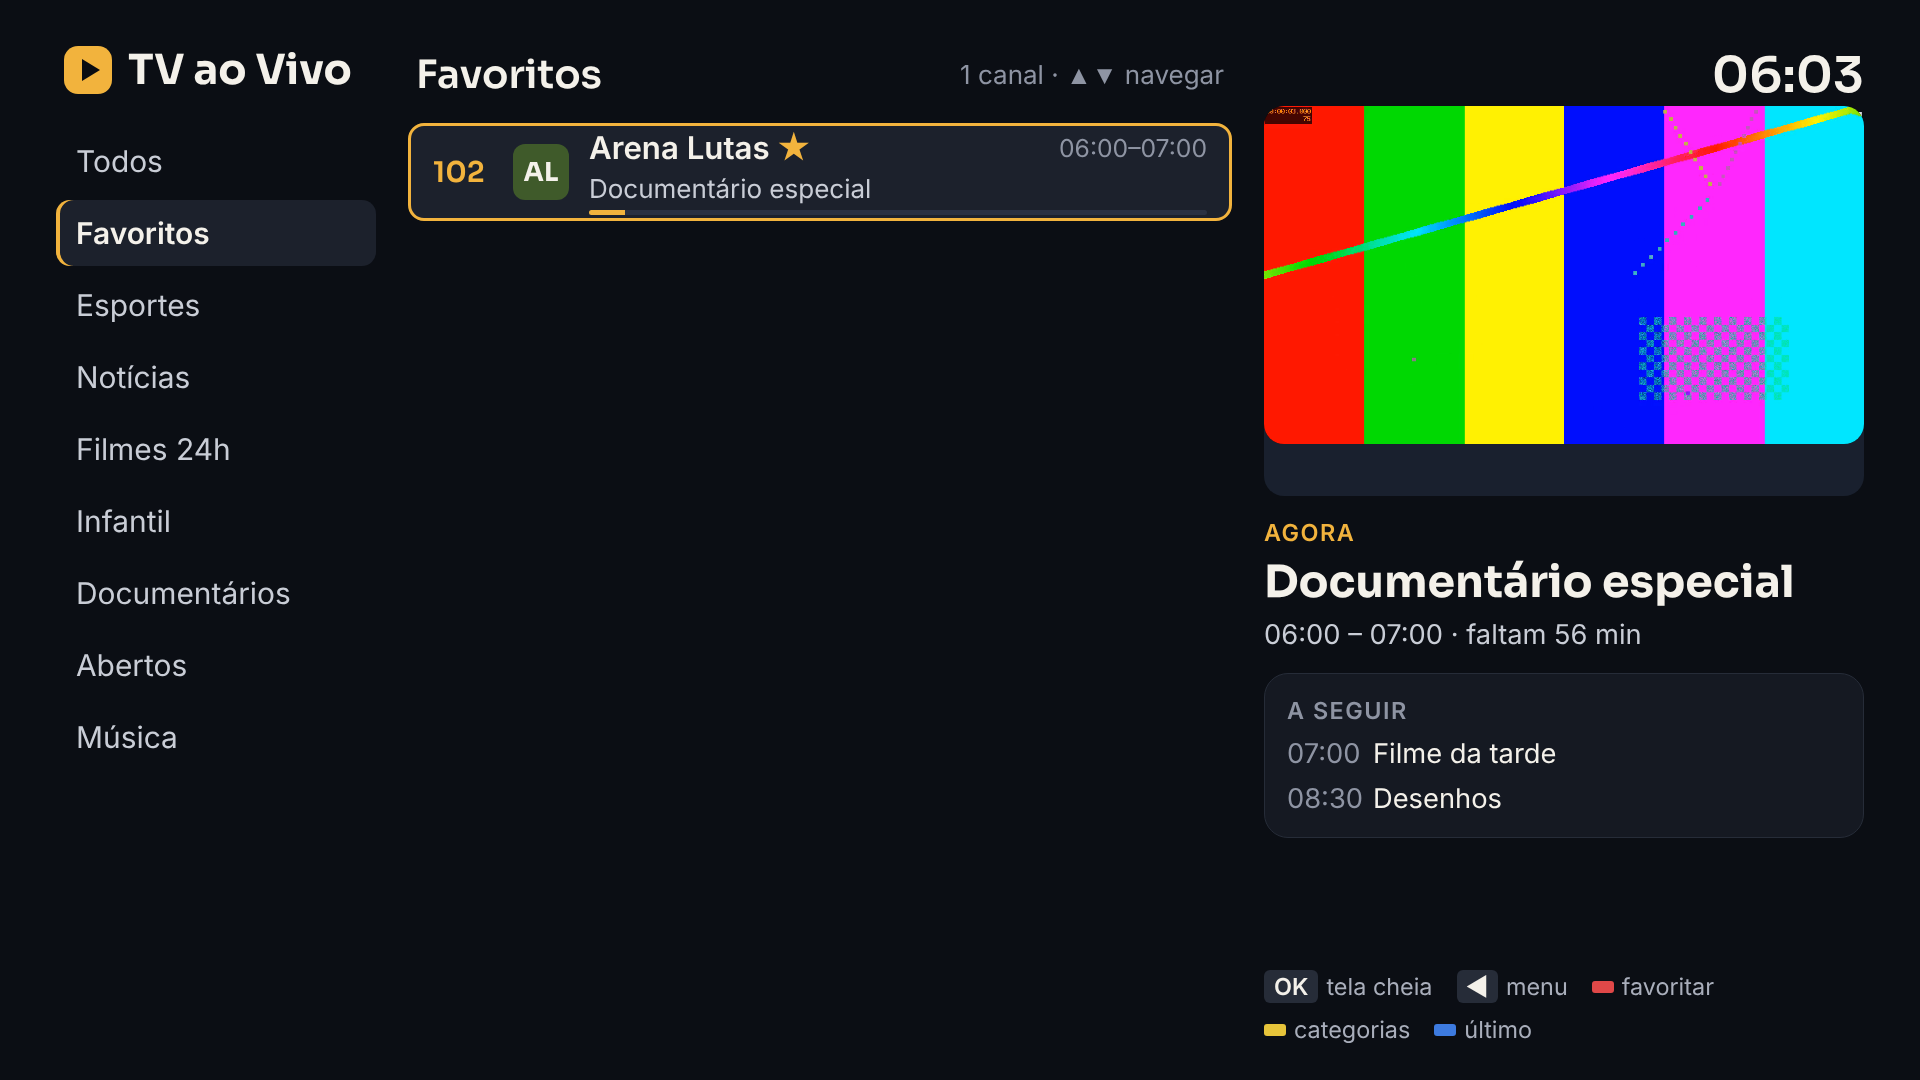 TV ao Vivo
Todos
Favoritos
Esportes
Notícias
Filmes 24h
Infantil
Documentários
Abertos
Música
Favoritos
1 canal · ▲▼ navegar
102
AL
Arena Lutas ★
06:00–07:00
Documentário especial
06:03
AGORA
Documentário especial
06:00 – 07:00 · faltam 56 min
A SEGUIR
07:00 Filme da tarde
08:30 Desenhos
OK tela cheia ◀ menu favoritar
categorias último